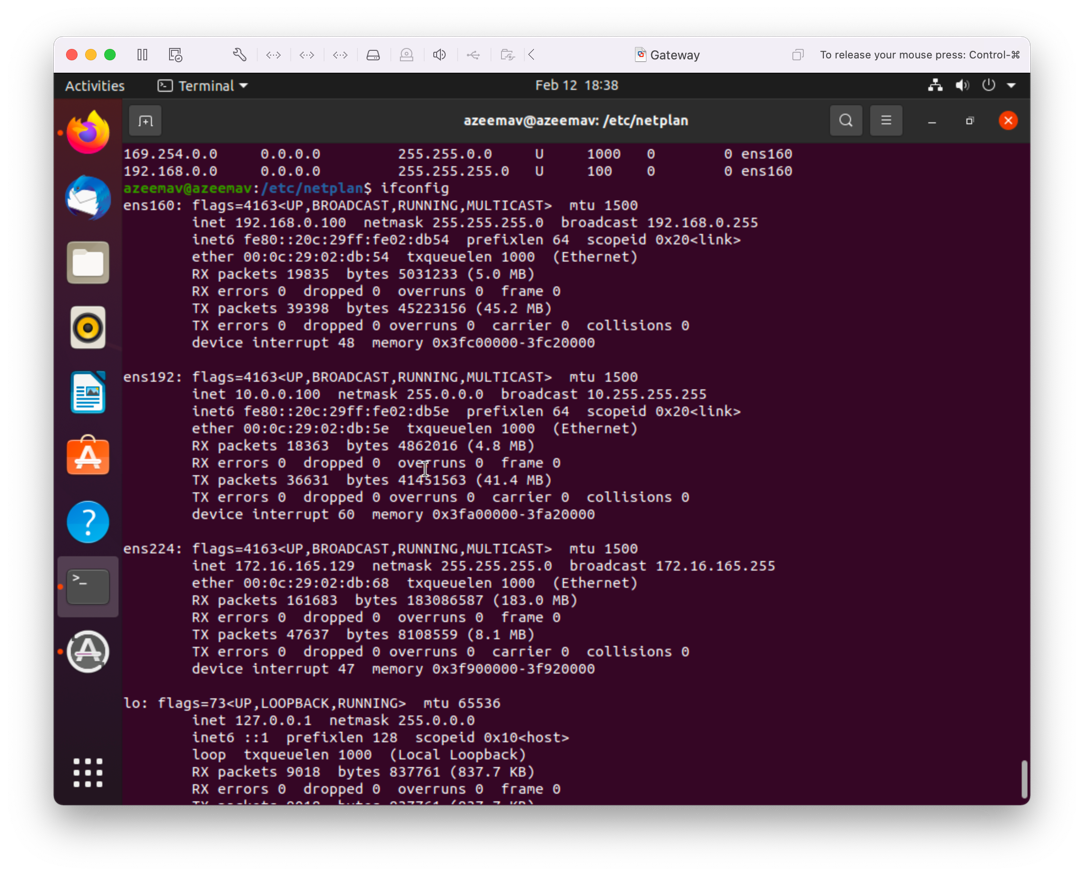 Gateway
To release your mouse press: Control-⌘
Activities
Terminal
Feb 12 18:38
azeemav@azeemav: /etc/netplan
169.254.0.0     0.0.0.0         255.255.0.0     U     1000   0        0 ens160
192.168.0.0     0.0.0.0         255.255.255.0   U     100    0        0 ens160
azeemav@azeemav:/etc/netplan$ ifconfig
ens160: flags=4163<UP,BROADCAST,RUNNING,MULTICAST>  mtu 1500
        inet 192.168.0.100  netmask 255.255.255.0  broadcast 192.168.0.255
        inet6 fe80::20c:29ff:fe02:db54  prefixlen 64  scopeid 0x20<link>
        ether 00:0c:29:02:db:54  txqueuelen 1000  (Ethernet)
        RX packets 19835  bytes 5031233 (5.0 MB)
        RX errors 0  dropped 0  overruns 0  frame 0
        TX packets 39398  bytes 45223156 (45.2 MB)
        TX errors 0  dropped 0 overruns 0  carrier 0  collisions 0
        device interrupt 48  memory 0x3fc00000-3fc20000
ens192: flags=4163<UP,BROADCAST,RUNNING,MULTICAST>  mtu 1500
        inet 10.0.0.100  netmask 255.0.0.0  broadcast 10.255.255.255
        inet6 fe80::20c:29ff:fe02:db5e  prefixlen 64  scopeid 0x20<link>
        ether 00:0c:29:02:db:5e  txqueuelen 1000  (Ethernet)
        RX packets 18363  bytes 4862016 (4.8 MB)
        RX errors 0  dropped 0  overruns 0  frame 0
        TX packets 36631  bytes 41451563 (41.4 MB)
        TX errors 0  dropped 0 overruns 0  carrier 0  collisions 0
        device interrupt 60  memory 0x3fa00000-3fa20000
ens224: flags=4163<UP,BROADCAST,RUNNING,MULTICAST>  mtu 1500
        inet 172.16.165.129  netmask 255.255.255.0  broadcast 172.16.165.255
        ether 00:0c:29:02:db:68  txqueuelen 1000  (Ethernet)
        RX packets 161683  bytes 183086587 (183.0 MB)
        RX errors 0  dropped 0  overruns 0  frame 0
        TX packets 47637  bytes 8108559 (8.1 MB)
        TX errors 0  dropped 0 overruns 0  carrier 0  collisions 0
        device interrupt 47  memory 0x3f900000-3f920000
lo: flags=73<UP,LOOPBACK,RUNNING>  mtu 65536
        inet 127.0.0.1  netmask 255.0.0.0
        inet6 ::1  prefixlen 128  scopeid 0x10<host>
        loop  txqueuelen 1000  (Local Loopback)
        RX packets 9018  bytes 837761 (837.7 KB)
        RX errors 0  dropped 0  overruns 0  frame 0